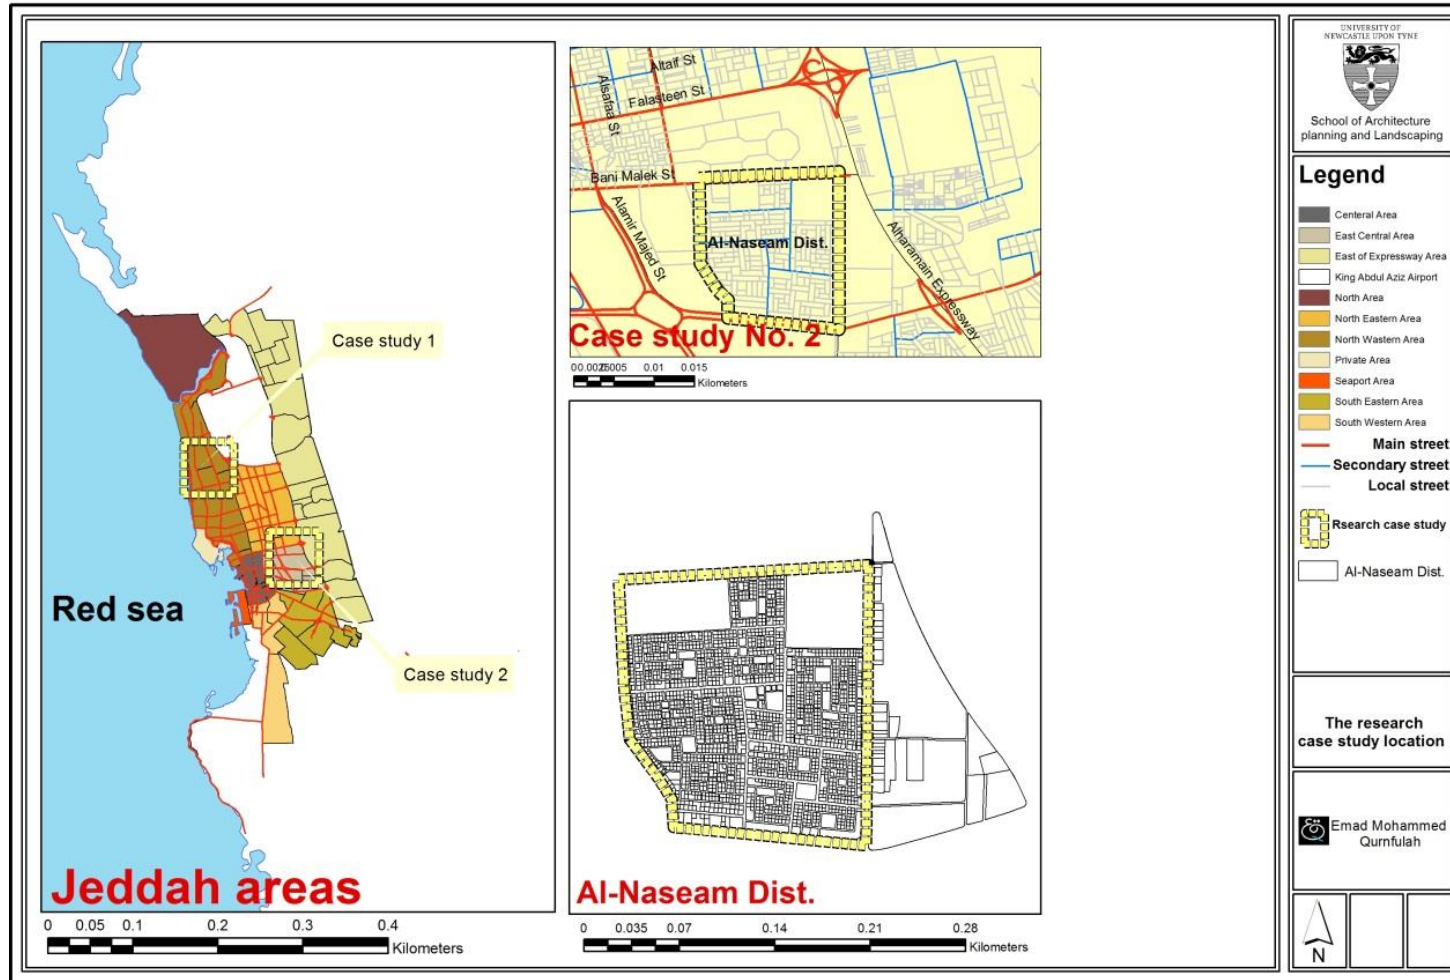 Case study 1
Red sea
Case study 2
Jeddah areas
0 0.05 0.1 0.2 0.3 0.4
Kilometers
Altaif St
Alsafaa St
Falasteen St
Bani Malek St
Alamir Majed St
Al-Naseam Dist.
Alharamain Expressway
Case study No. 2
0.01 0.015
Kilometers
Al-Naseam Dist.
0 0.035 0.07 0.14 0.21 0.28
Kilometers
UNIVERSITY OF
NEWCASTLE UPON TYNE
School of Architecture
planning and Landscaping
Legend
Centeral Area
East Central Area
East of Expressway Area
King Abdul Aziz Airport
North Area
North Eastern Area
North Wastern Area
Private Area
Seaport Area
South Eastern Area
South Western Area
Main street
Secondary street
Local street
Rsearch case study
Al-Naseam Dist.
The research
case study location
Emad Mohammed
Qurnfulah
N